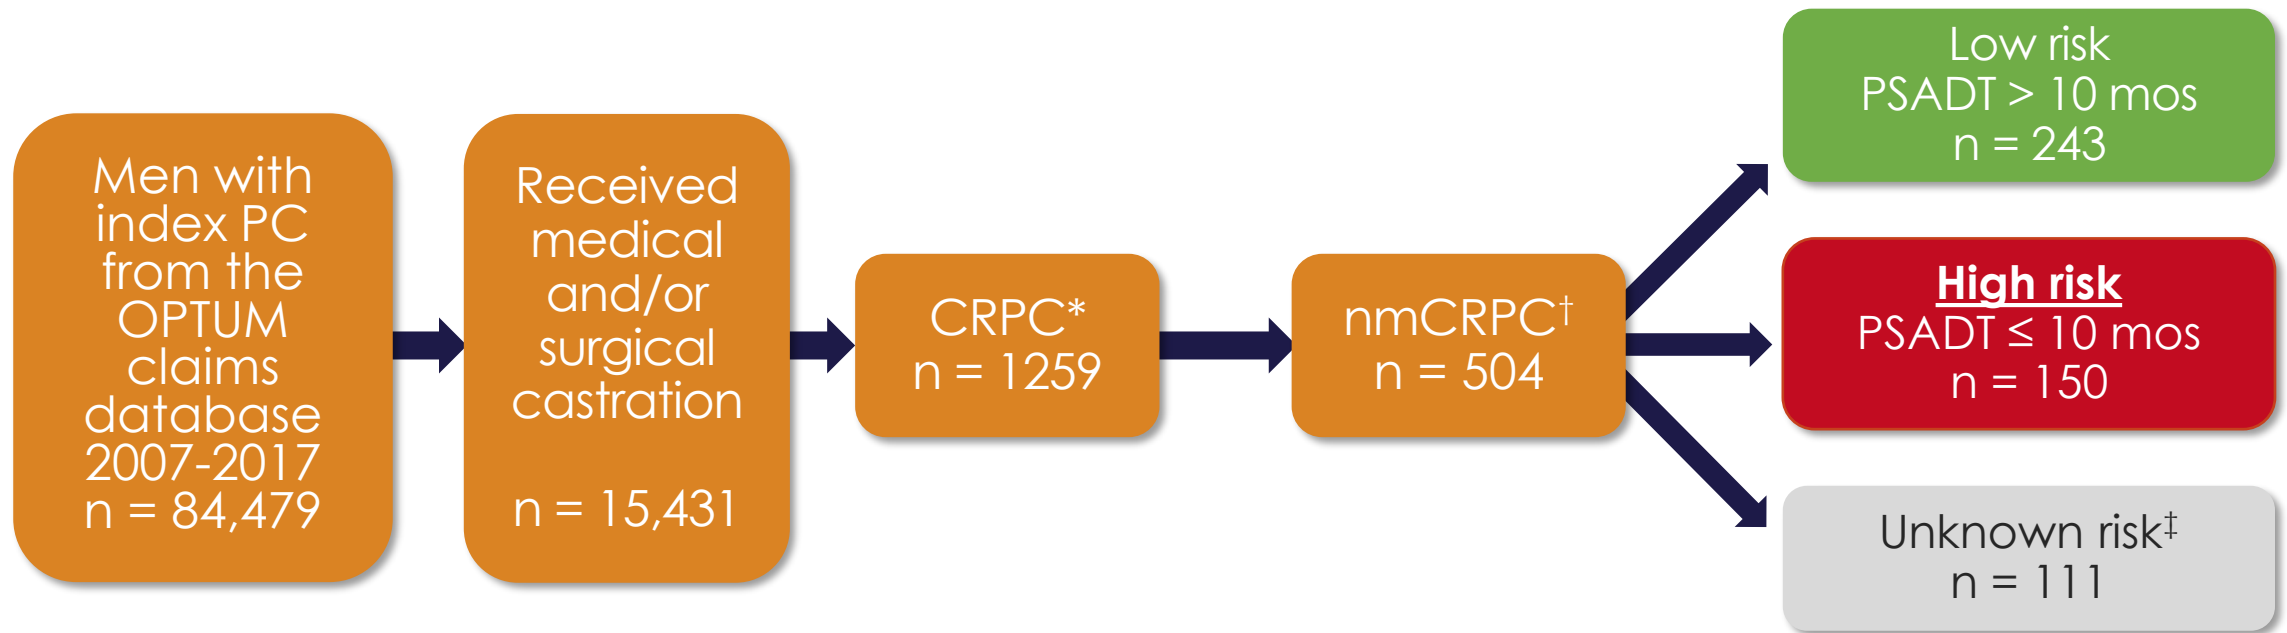 Men with
index PC
from the
OPTUM
claims
database
2007-2017
n = 84,479
Received
medical
and/or
surgical
castration
n = 15,431
CRPC*
n = 1259
nmCRPC†
n = 504
Low risk
PSADT > 10 mos
n = 243
High risk
PSADT ≤ 10 mos
n = 150
Unknown risk‡
n = 111